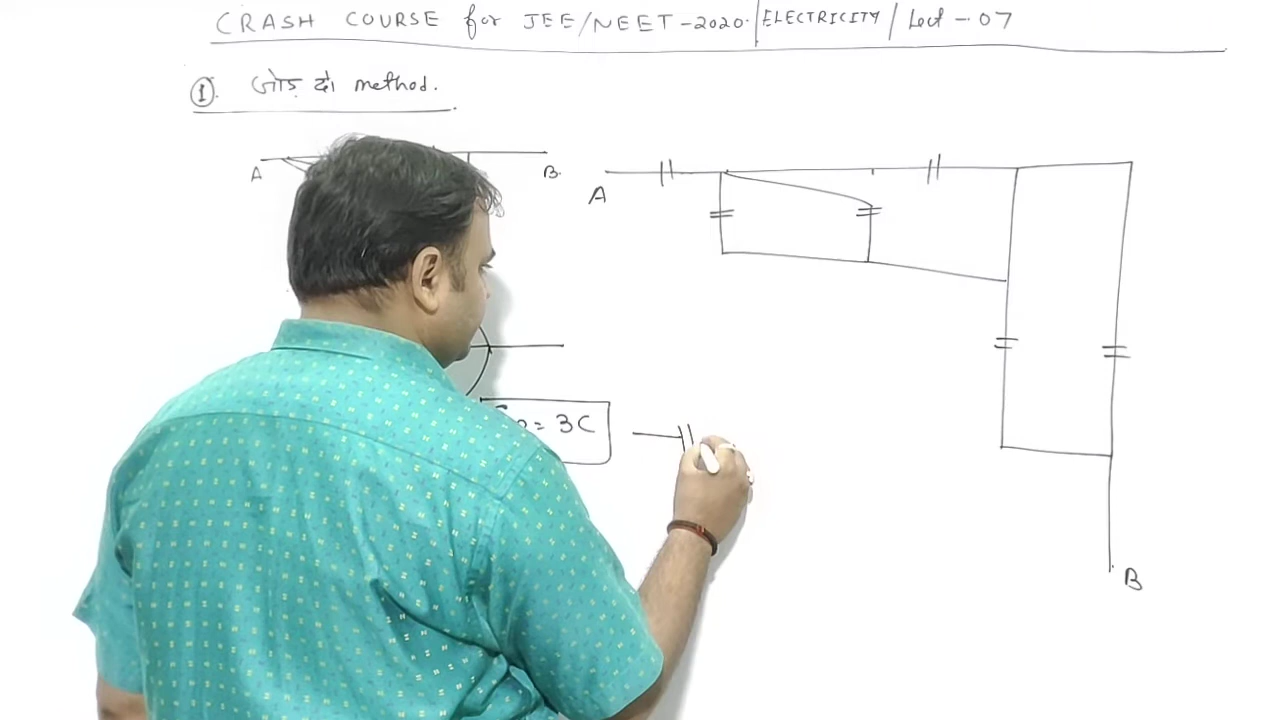 CRASH COURSE for JEE/NEET-2020. | ELECTRICITY / Lect-07
①. जोड़ दो method.
A B.
A
= 3C
B